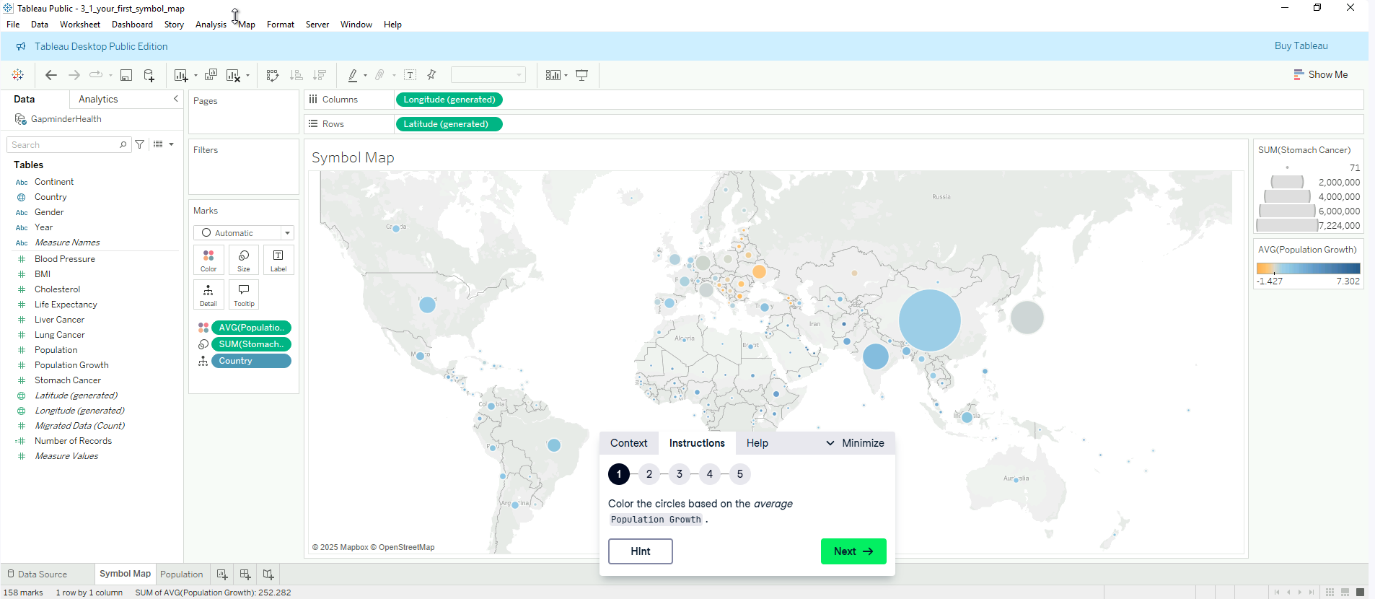 Tableau Public - 3_1_your_first_symbol_map
File Data Worksheet Dashboard Story Analysis Map Format Server Window Help
Tableau Desktop Public Edition
Buy Tableau
Show Me
Data
Analytics
GapminderHealth
Search
Tables
Abc Continent
Country
Abc Gender
Abc Year
Abc Measure Names
Blood Pressure
BMI
Cholesterol
Life Expectancy
Liver Cancer
Lung Cancer
Population
Population Growth
Stomach Cancer
Latitude (generated)
Longitude (generated)
Migrated Data (Count)
Number of Records
Measure Values
Pages
Filters
Marks
Automatic
Color Size Label
Detail Tooltip
AVG(Populatio..
SUM(Stomach..
Country
Columns
Longitude (generated)
Rows
Latitude (generated)
Symbol Map
Russia
Iran
© 2025 Mapbox © OpenStreetMap
SUM(Stomach Cancer)
71
2,000,000
4,000,000
6,000,000
7,224,000
AVG(Population Growth)
-1.427 7.302
Context Instructions Help Minimize
1 2 3 4 5
Color the circles based on the average
Population Growth .
HInt
Next →
Data Source
Symbol Map
Population
158 marks 1 row by 1 column SUM of AVG(Population Growth): 252.282